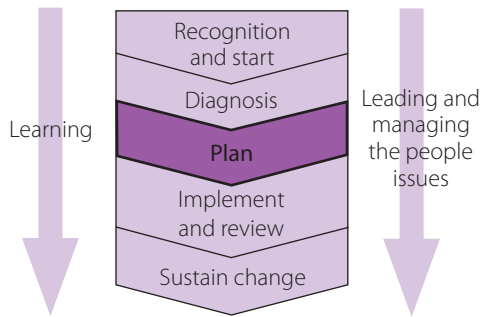 Recognition
and start
Diagnosis
Learning
Leading and
managing
the people
issues
Plan
Implement
and review
Sustain change